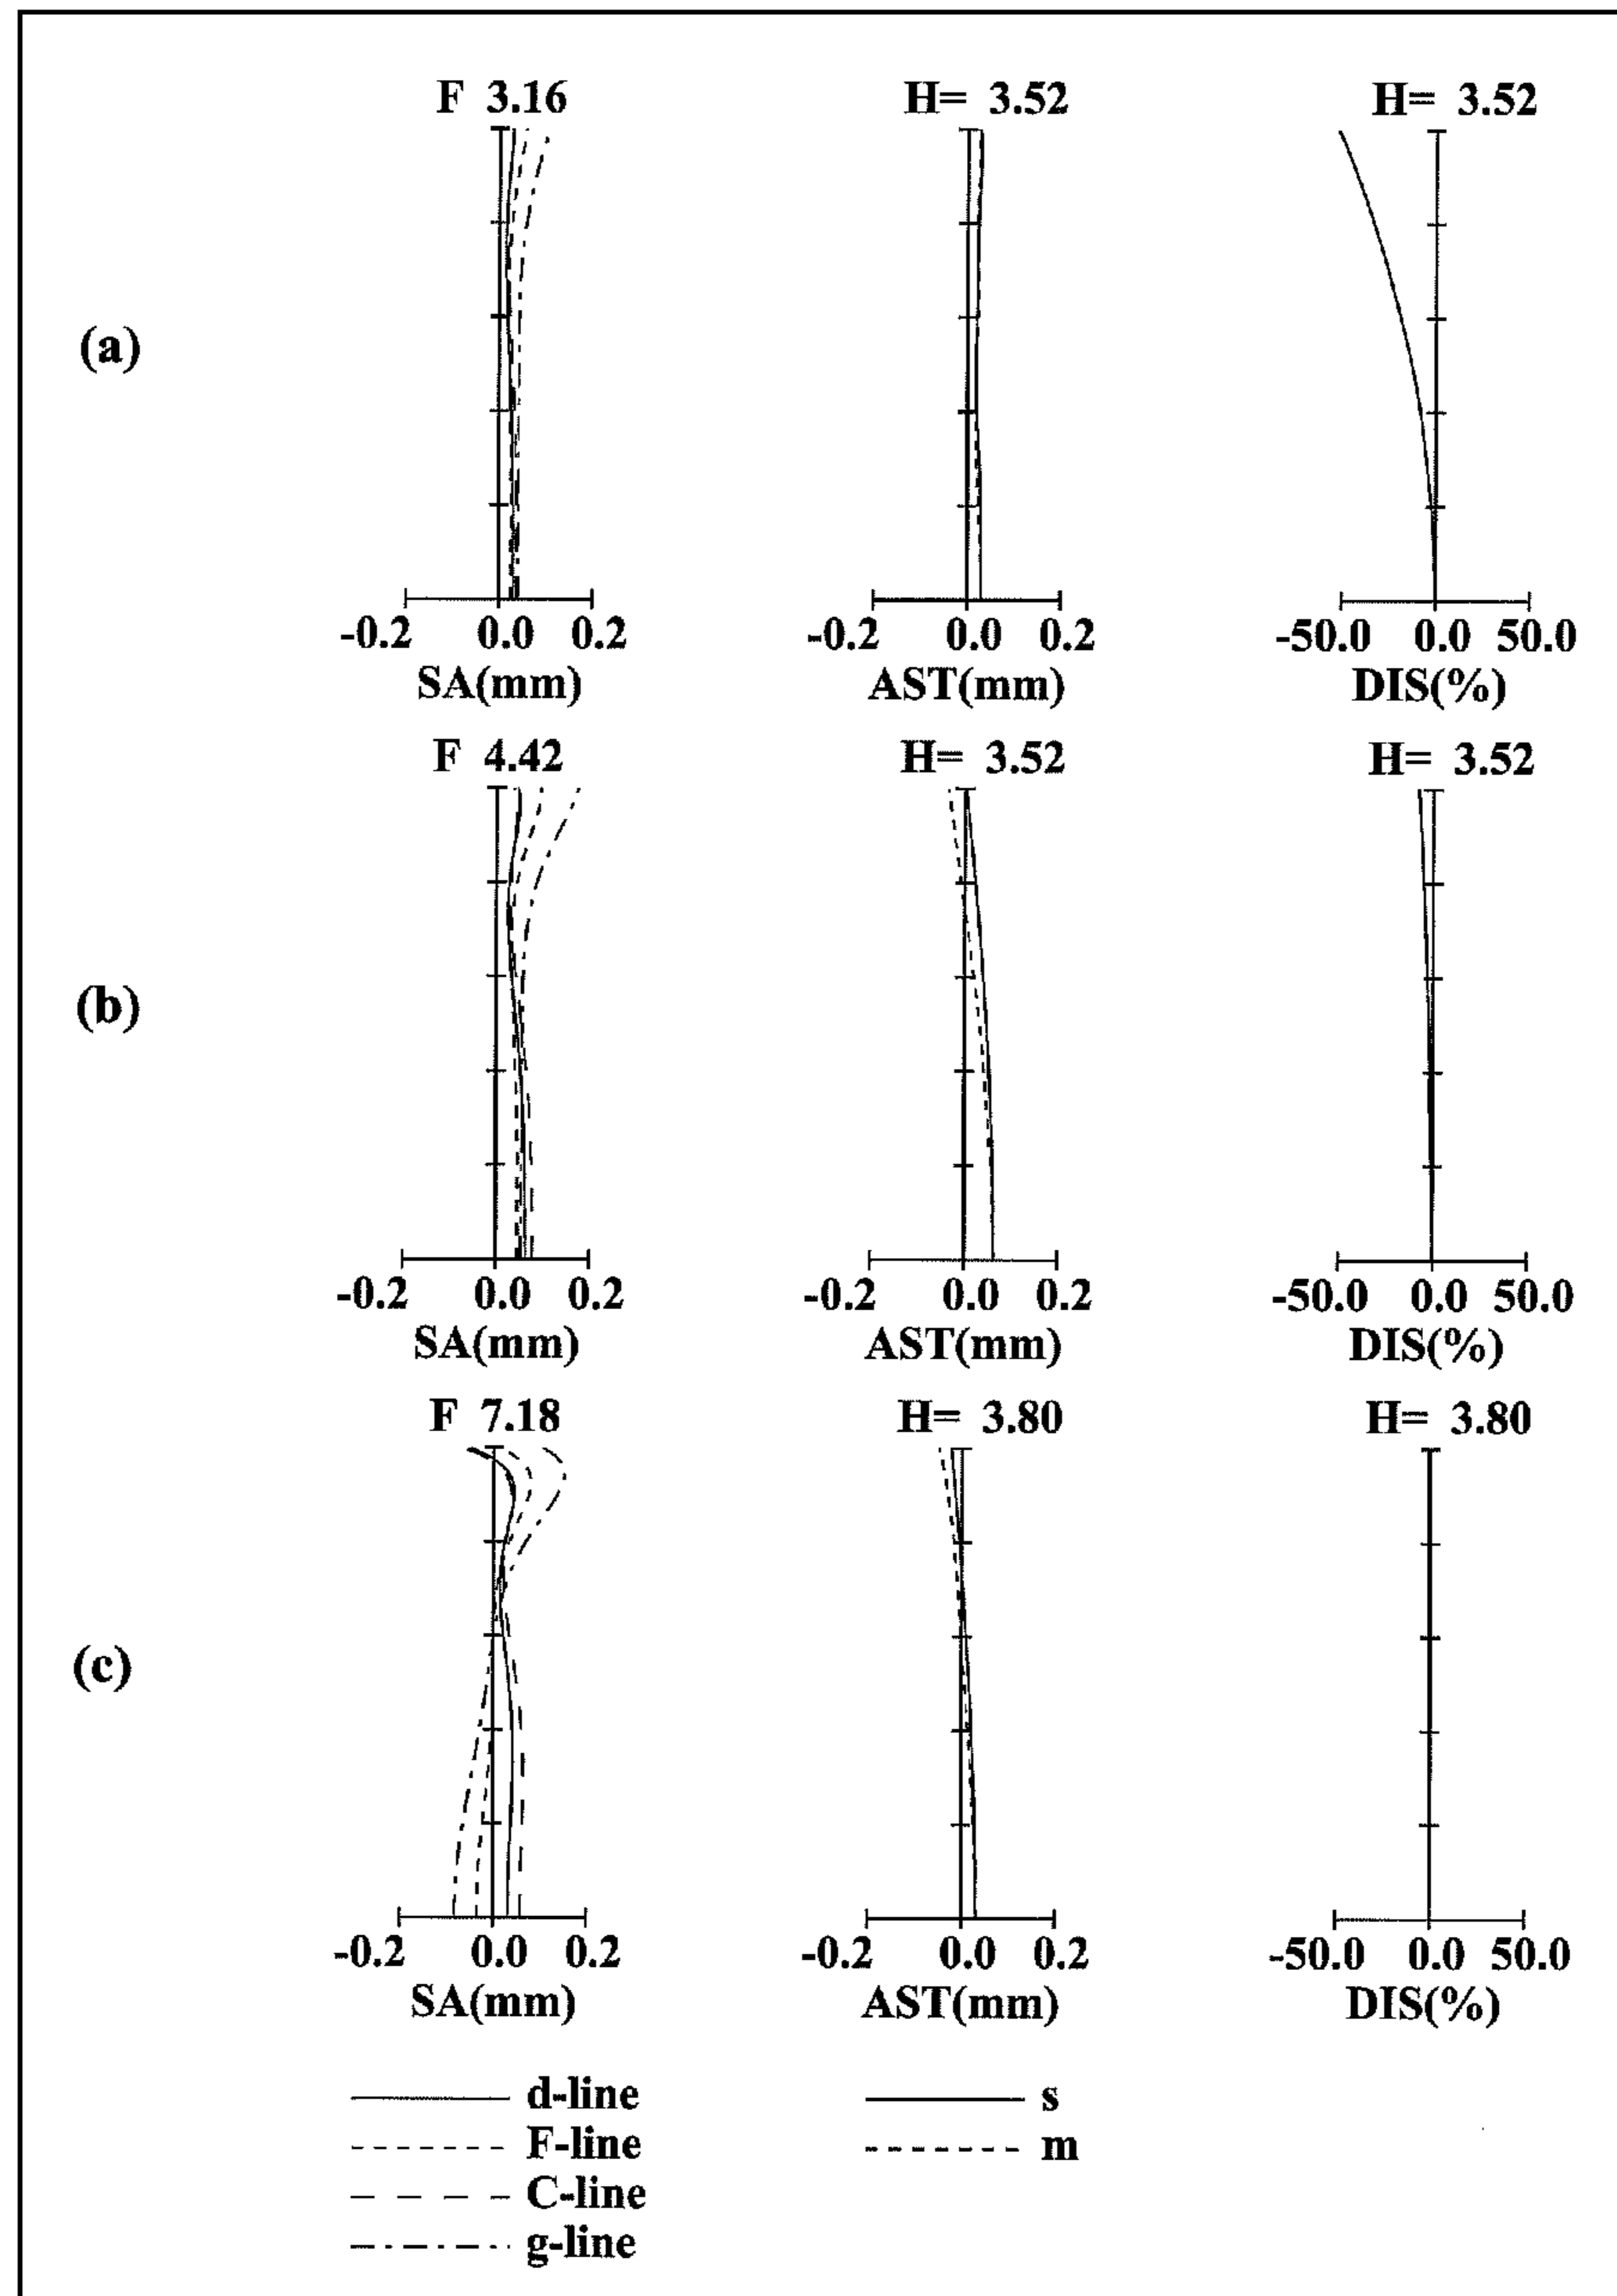 F 3.16 H= 3.52 H= 3.52
(a)
-0.2 0.0 0.2 -0.2 0.0 0.2 -50.0 0.0 50.0
SA(mm) AST(mm) DIS(%)
F 4.42 H= 3.52 H= 3.52
(b)
-0.2 0.0 0.2 -0.2 0.0 0.2 -50.0 0.0 50.0
SA(mm) AST(mm) DIS(%)
F 7.18 H= 3.80 H= 3.80
(c)
-0.2 0.0 0.2 -0.2 0.0 0.2 -50.0 0.0 50.0
SA(mm) AST(mm) DIS(%)
d-line s
F-line m
C-line
g-line